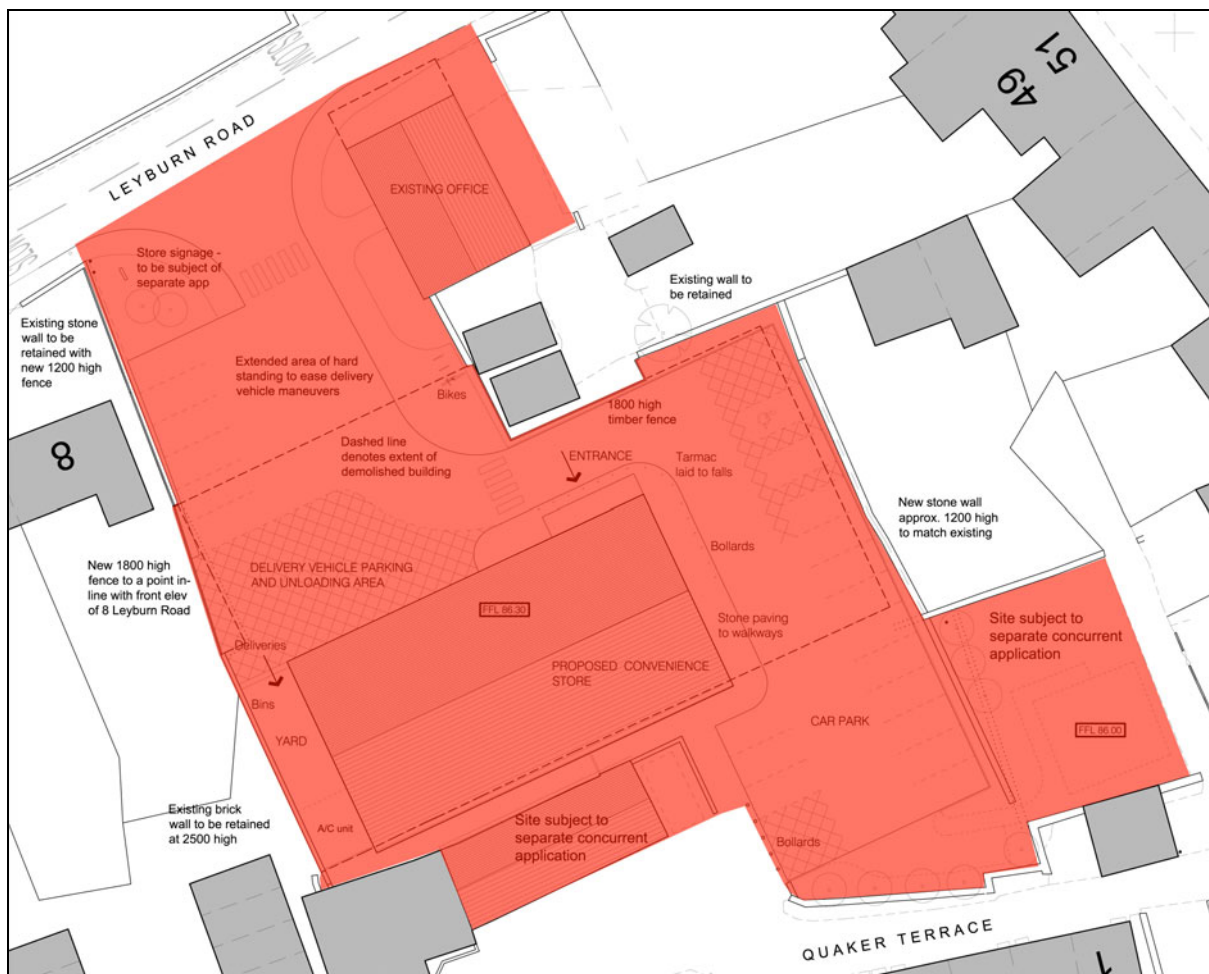 SLOW
LEYBURN ROAD
SLOW
51
49
EXISTING OFFICE
Store signage -
to be subject of
separate app
Existing wall to
be retained
Existing stone
wall to be
retained with
new 1200 high
fence
Extended area of hard
standing to ease delivery
vehicle maneuvers
Bikes
1800 high
timber fence
Dashed line
denotes extent of
demolished building
ENTRANCE
Tarmac
laid to falls
8
New stone wall
approx. 1200 high
to match existing
Bollards
New 1800 high
fence to a point in-
line with front elev
of 8 Leyburn Road
DELIVERY VEHICLE PARKING
AND UNLOADING AREA
FFL 86.30
Stone paving
to walkways
Site subject to
separate concurrent
application
Deliveries
PROPOSED CONVENIENCE
STORE
Bins
YARD
CAR PARK
FFL 86.00
Existing brick
wall to be retained
at 2500 high
A/C unit
Site subject to
separate concurrent
application
Bollards
QUAKER TERRACE
1